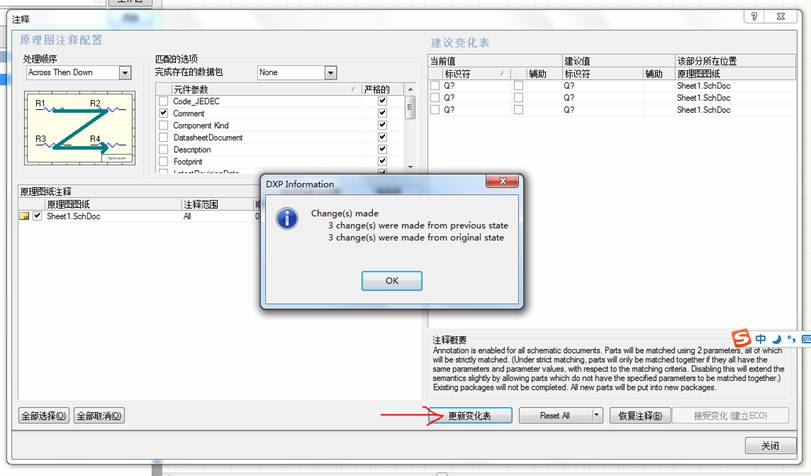 注释
原理图注释配置
处理顺序
Across Then Down
R1
R2
R3
R4
匹配的选项
完成存在的数据包
None
元件参数
严格的
Code_JEDEC
Comment
Component Kind
DatasheetDocument
Description
Footprint
LatestRevisionDate
建议变化表
当前值
建议值
该部分所在位置
标识符
辅助
标识符
辅助
原理图图纸
Q?
Q?
Sheet1.SchDoc
Q?
Q?
Sheet1.SchDoc
Q?
Q?
Sheet1.SchDoc
原理图纸注释
原理图图纸
注释范围
Sheet1.SchDoc
All
DXP Information
Change(s) made
3 change(s) were made from previous state
3 change(s) were made from original state
OK
中
注释概要
Annotation is enabled for all schematic documents. Parts will be matched using 2 parameters, all of which
will be strictly matched. (Under strict matching, parts will only be matched together if they all have the
same parameters and parameter values, with respect to the matching criteria. Disabling this will extend the
semantics slightly by allowing parts which do not have the specified parameters to be matched together.)
Existing packages will not be completed. All new parts will be put into new packages.
全部选择(O)
全部取消(O)
更新变化表
Reset All
恢复注释(B)
接受变化 (建立ECO)
关闭